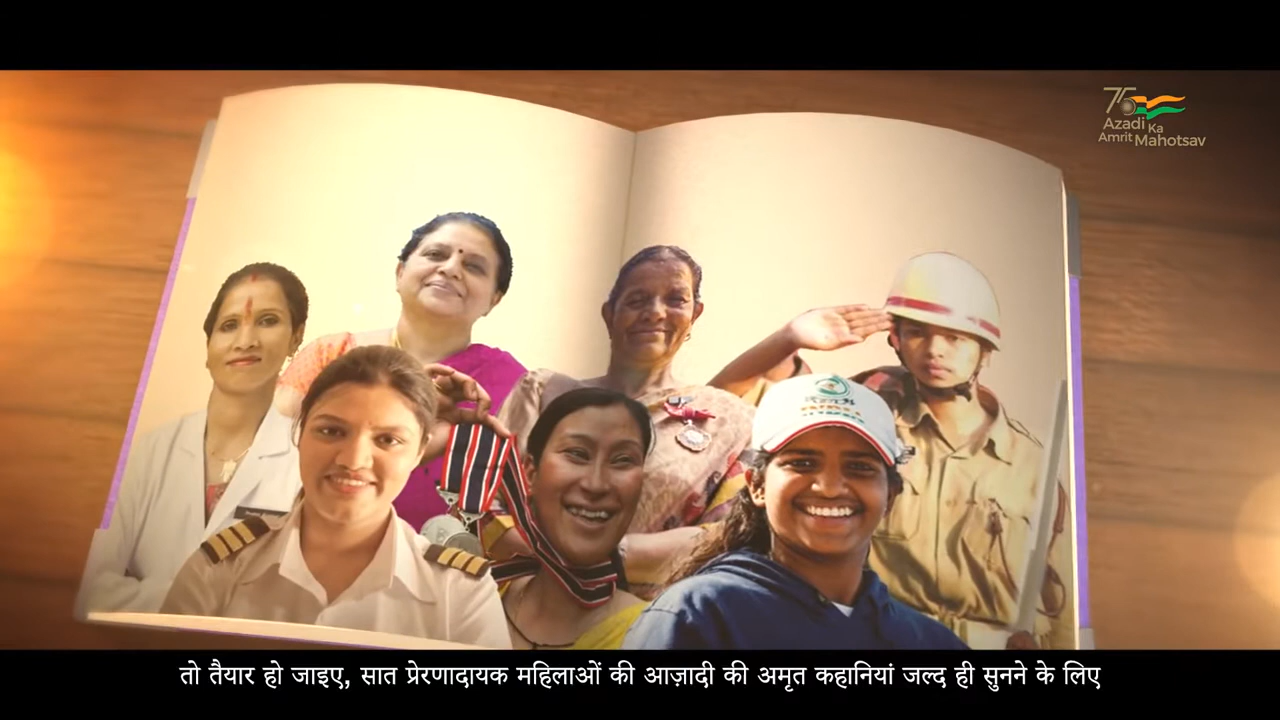 75
Azadi Ka
Amrit Mahotsav
तो तैयार हो जाइए, सात प्रेरणादायक महिलाओं की आज़ादी की अमृत कहानियां जल्द ही सुनने के लिए